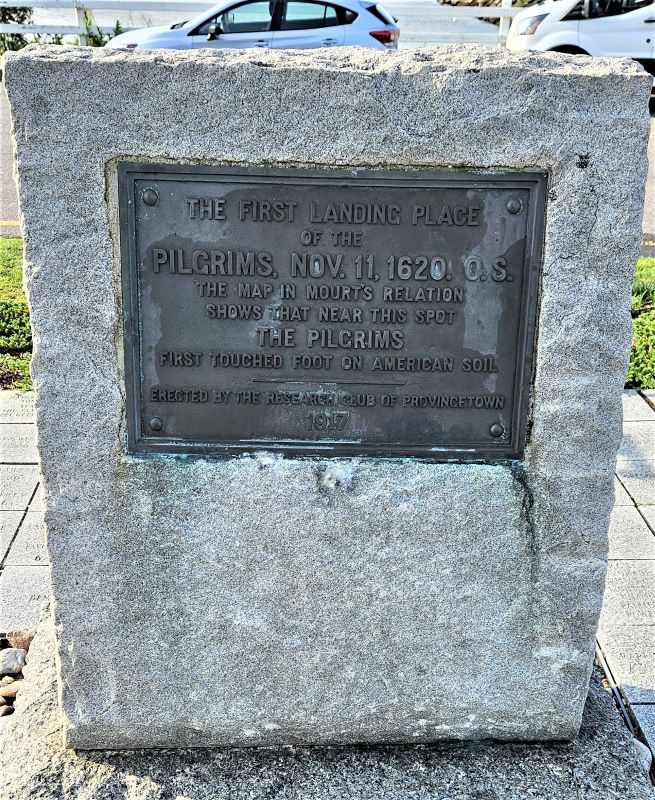 THE FIRST LANDING PLACE
OF THE
PILGRIMS, NOV. 11, 1620. O.S.
THE MAP IN MOURT'S RELATION
SHOWS THAT NEAR THIS SPOT
THE PILGRIMS
FIRST TOUCHED FOOT ON AMERICAN SOIL
ERECTED BY THE RESEARCH CLUB OF PROVINCETOWN
1917